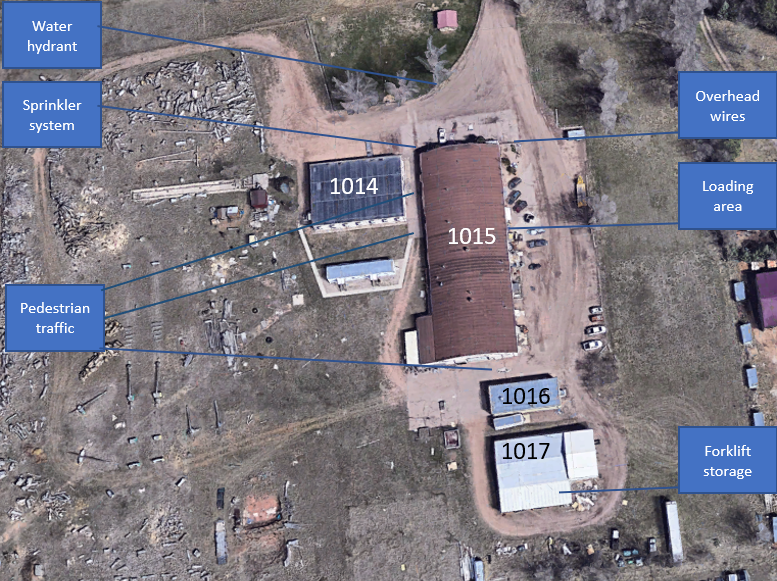 Water
hydrant
Sprinkler
system
Overhead
wires
1014
Loading
area
1015
Pedestrian
traffic
1016
1017
Forklift
storage